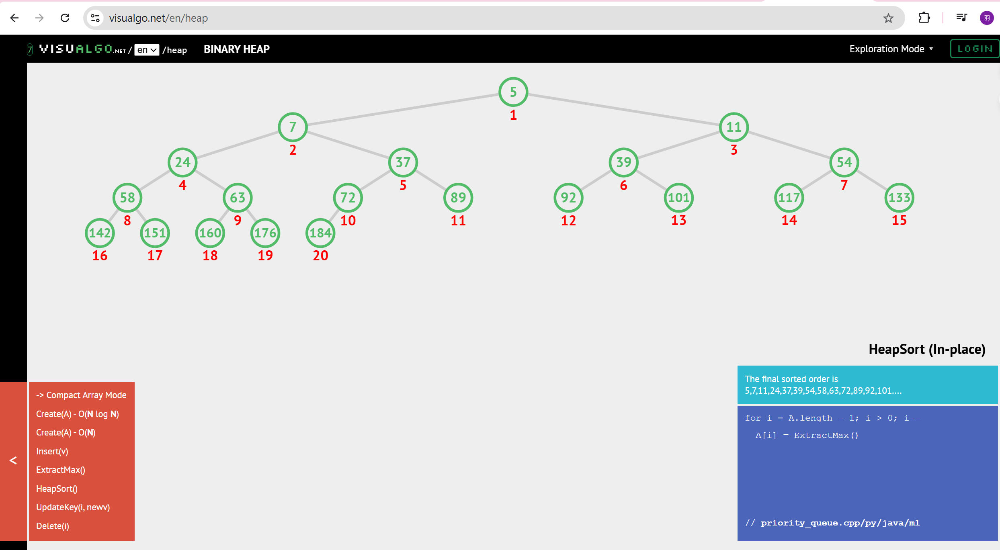 visualgo.net/en/heap
羽
7 VISUALGO.NET / en /heap BINARY HEAP Exploration Mode LOGIN
5
1
7 11
2 3
24 37 39 54
4 5 6 7
58 63 72 89 92 101 117 133
8 9 10 11 12 13 14 15
142 151 160 176 184
16 17 18 19 20
HeapSort (In-place)
The final sorted order is
5,7,11,24,37,39,54,58,63,72,89,92,101....
-> Compact Array Mode
Create(A) - O(N log N)
Create(A) - O(N)
Insert(v)
ExtractMax()
HeapSort()
UpdateKey(i, newv)
Delete(i)
<
for i = A.length - 1; i > 0; i--
A[i] = ExtractMax()
// priority_queue.cpp/py/java/ml